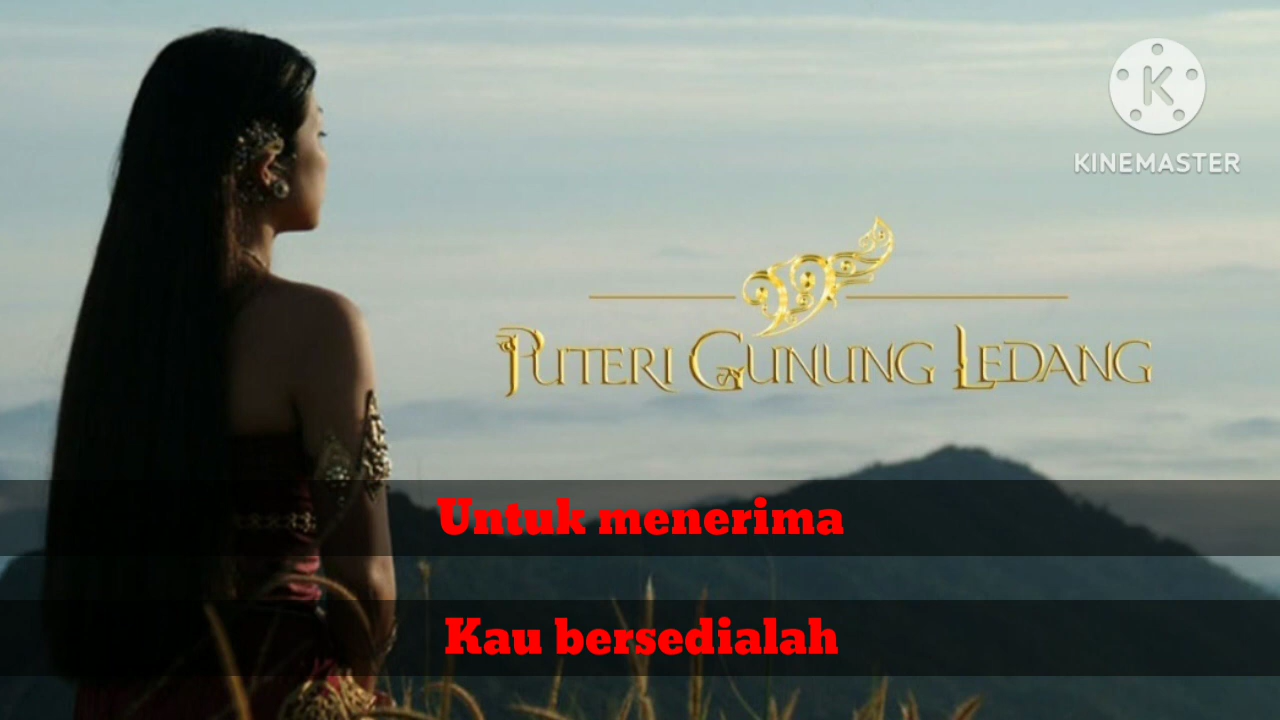 K
KINEMASTER
PUTERI GUNUNG LEDANG
Untuk menerima
Kau bersedialah